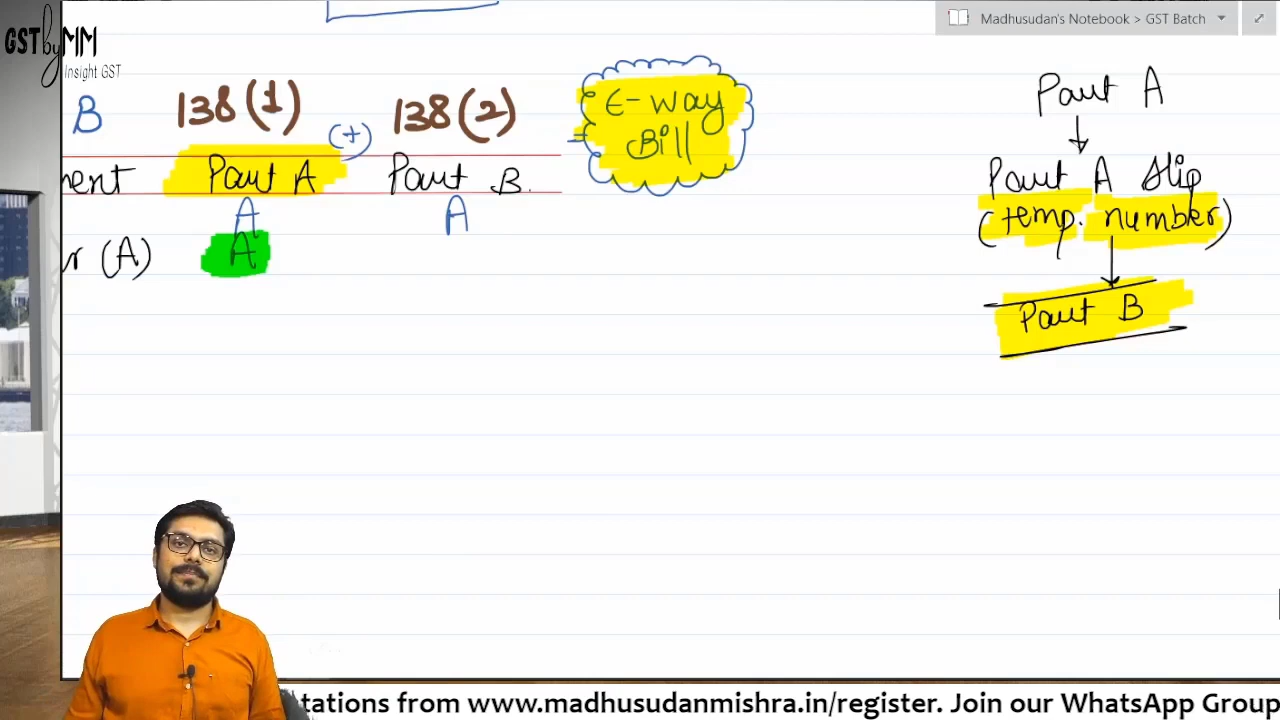 GST by MM
Insight GST
Madhusudan's Notebook > GST Batch
B 138(1) (+) 138(2) = E-way Bill
Part A Part B.
A A
(A) A
Part A
Part A Slip
(temp. number)
Part B
tations from www.madhusudanmishra.in/register. Join our WhatsApp Group